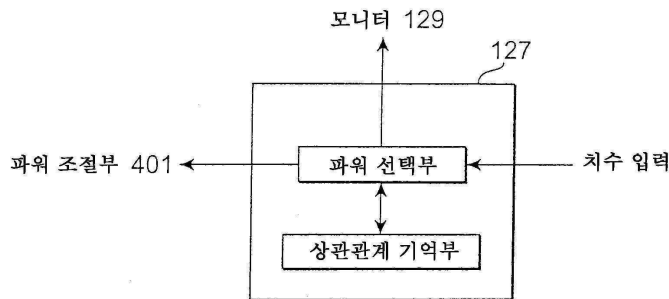 모니터 129
127
파워 조절부 401
파워 선택부
치수 입력
상관관계 기억부